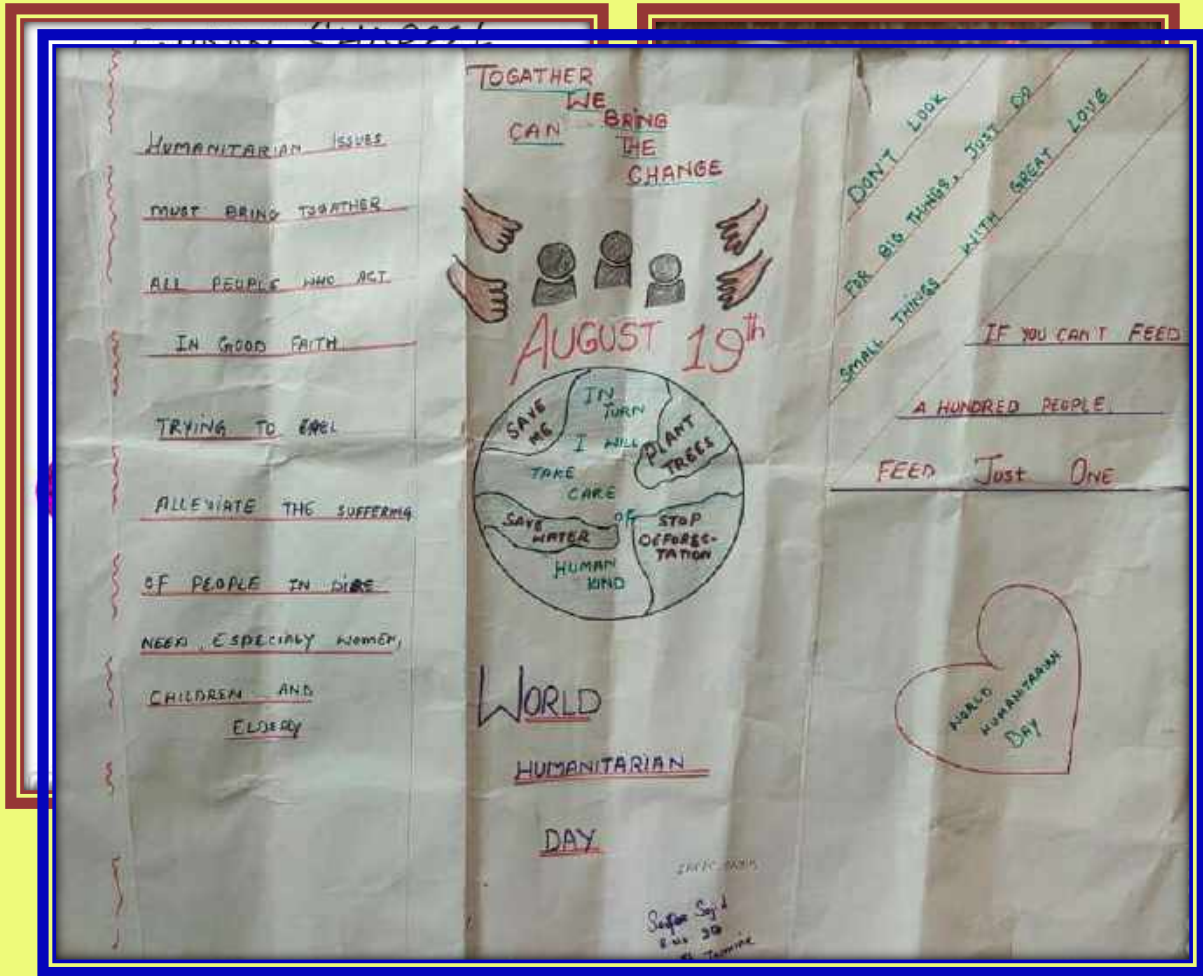 HUMANITARIAN ISSUES
MUST BRING TOGATHER
ALL PEOPLE WHO ACT
IN GOOD FAITH
TRYING TO
ALLEVIATE THE SUFFERING
OF PEOPLE IN DIRE
NEED, ESPECIALY WOMEN,
CHILDREN AND
ELDERLY
TOGATHER
WE
CAN BRING
THE
CHANGE
AUGUST 19th
SAVE
ME
IN
TURN
I WILL
TAKE
CARE
OF
HUMAN
KIND
PLANT
TREES
SAVE
WATER
STOP
DEFORES-
TATION
WORLD
HUMANITARIAN
DAY
DON'T LOOK
FOR BIG THINGS, JUST DO
SMALL THINGS WITH GREAT LOVE
IF YOU CAN'T FEED
A HUNDRED PEOPLE,
FEED JUST ONE
WORLD
HUMANITARIAN
DAY